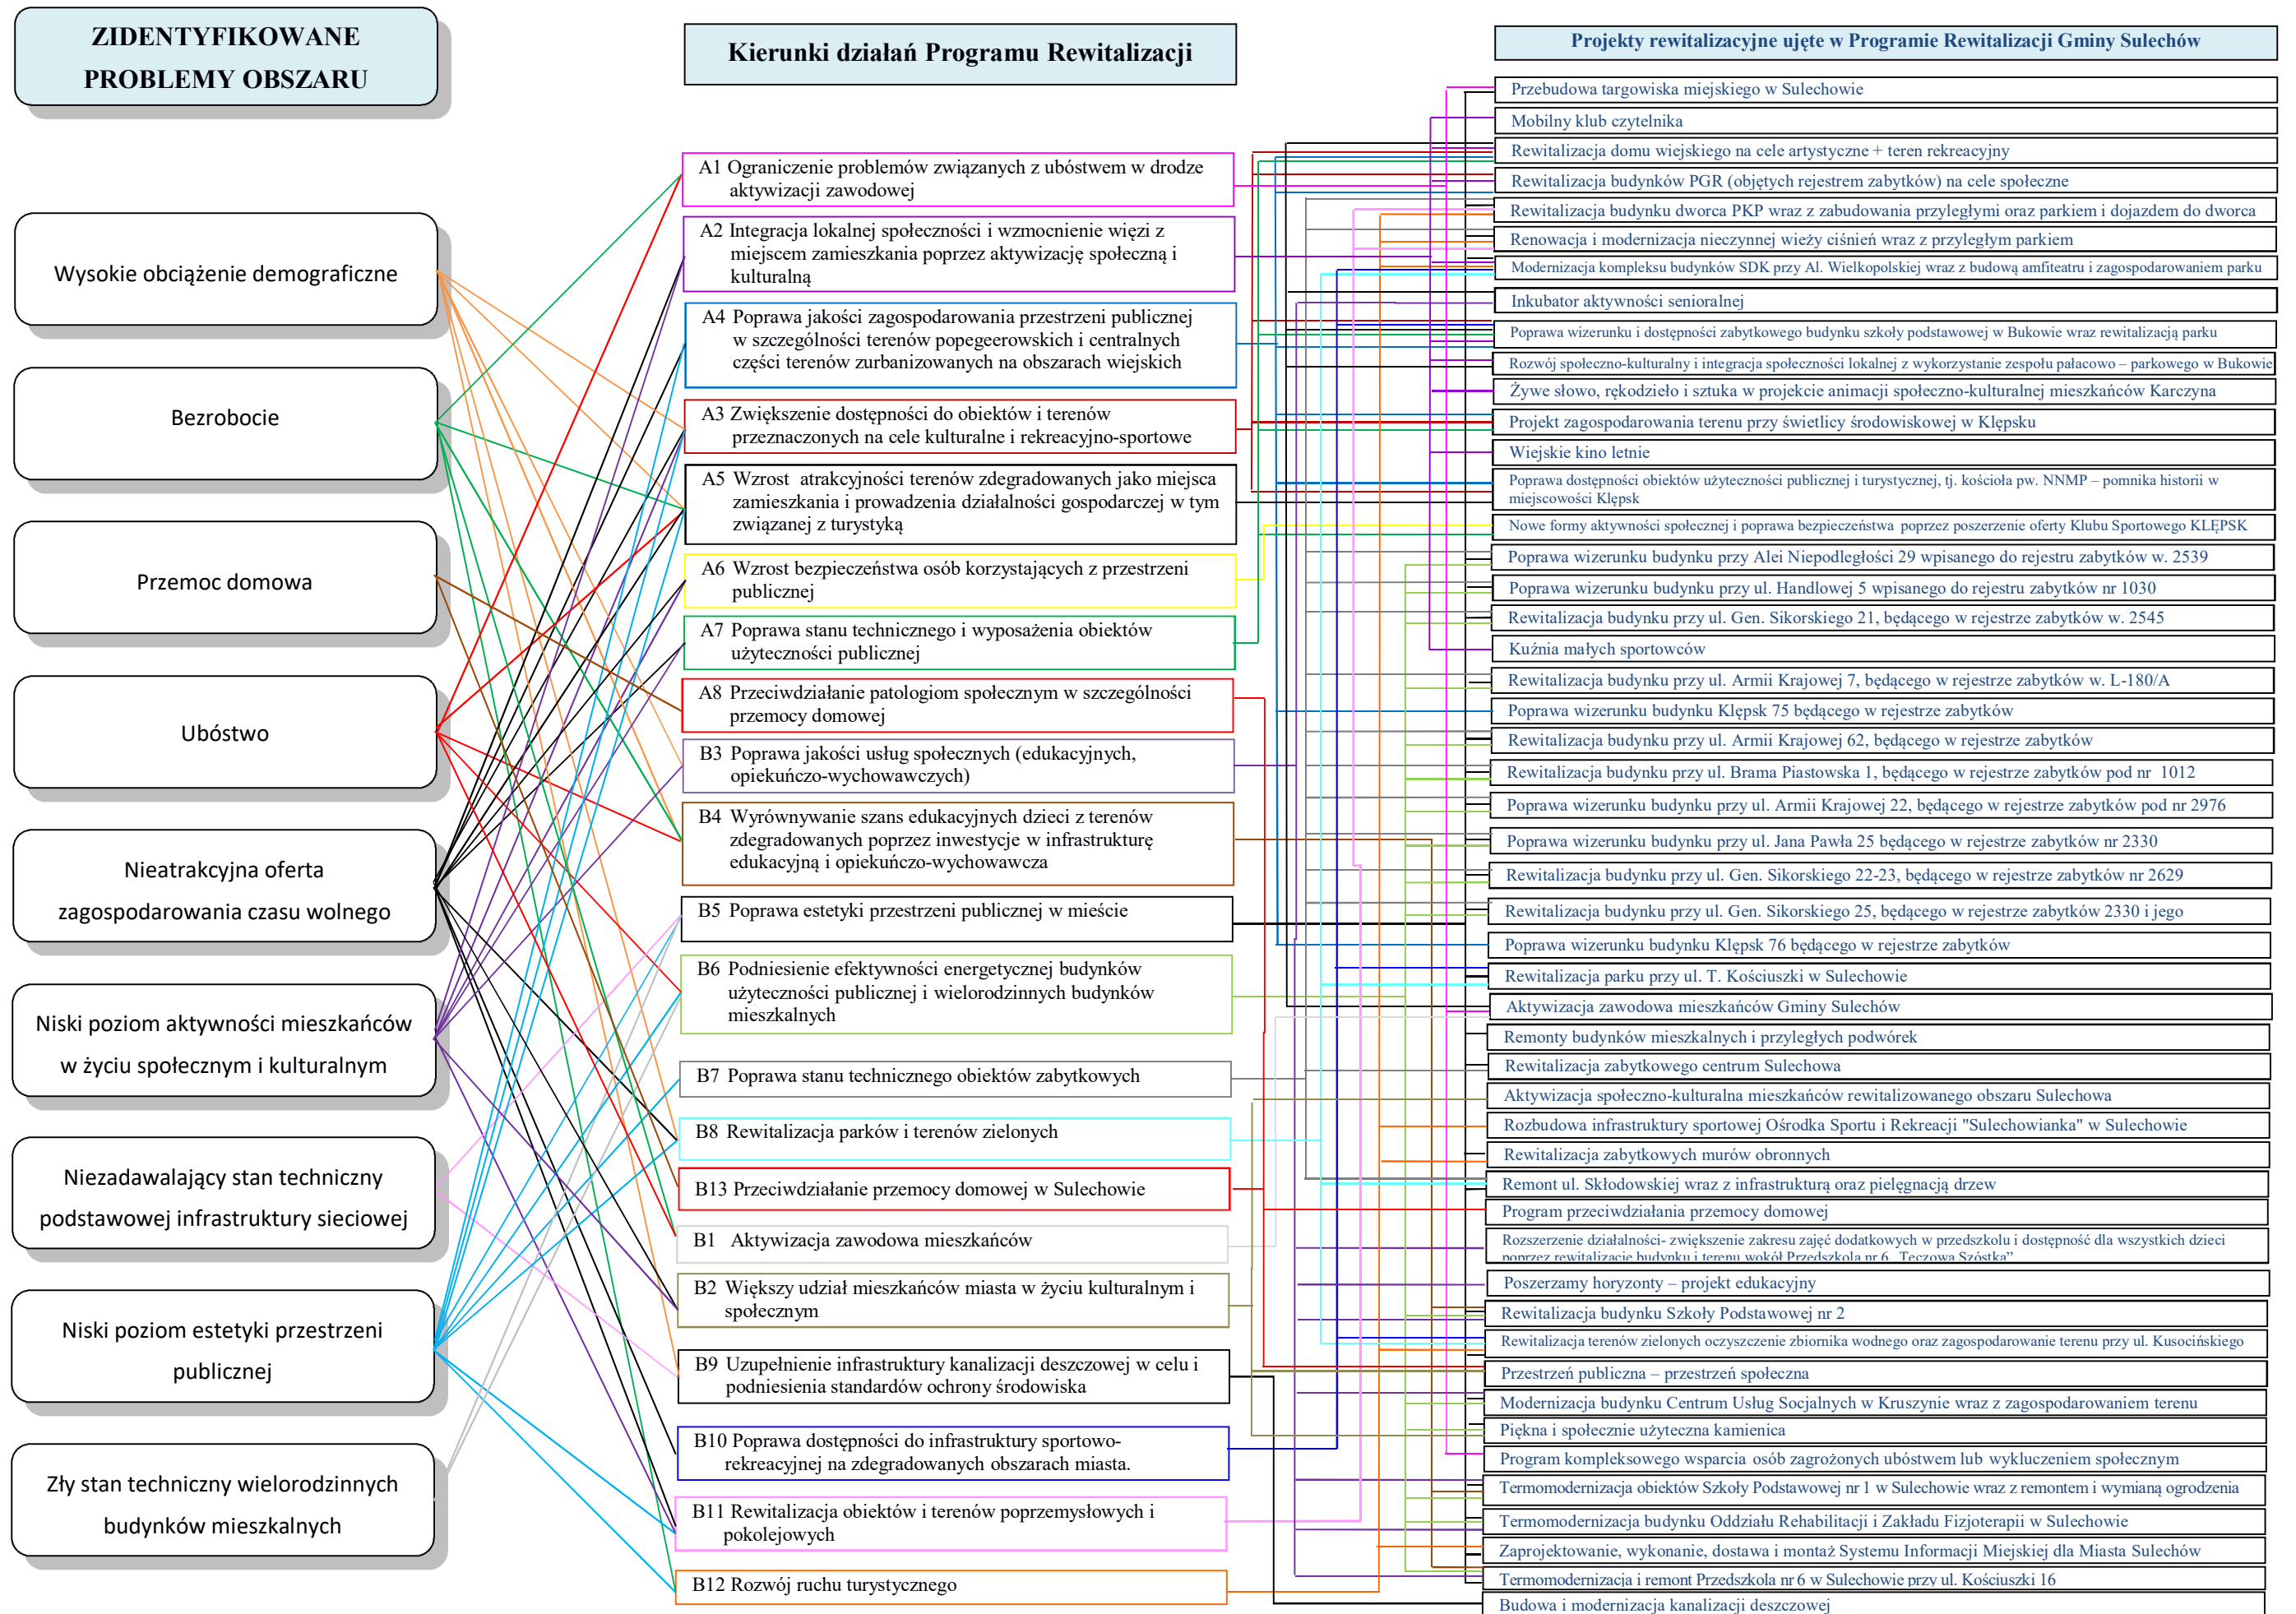 ZIDENTYFIKOWANE
PROBLEMY OBSZARU
Wysokie obciążenie demograficzne
Bezrobocie
Przemoc domowa
Ubóstwo
Nieatrakcyjna oferta
zagospodarowania czasu wolnego
Niski poziom aktywności mieszkańców
w życiu społecznym i kulturalnym
Niezadawalający stan techniczny
podstawowej infrastruktury sieciowej
Niski poziom estetyki przestrzeni
publicznej
Zły stan techniczny wielorodzinnych
budynków mieszkalnych
Kierunki działań Programu Rewitalizacji
A1 Ograniczenie problemów związanych z ubóstwem w drodze
aktywizacji zawodowej
A2 Integracja lokalnej społeczności i wzmocnienie więzi z
miejscem zamieszkania poprzez aktywizację społeczną i
kulturalną
A4 Poprawa jakości zagospodarowania przestrzeni publicznej
w szczególności terenów popegeerowskich i centralnych
części terenów zurbanizowanych na obszarach wiejskich
A3 Zwiększenie dostępności do obiektów i terenów
przeznaczonych na cele kulturalne i rekreacyjno-sportowe
A5 Wzrost atrakcyjności terenów zdegradowanych jako miejsca
zamieszkania i prowadzenia działalności gospodarczej w tym
związanej z turystyką
A6 Wzrost bezpieczeństwa osób korzystających z przestrzeni
publicznej
A7 Poprawa stanu technicznego i wyposażenia obiektów
użyteczności publicznej
A8 Przeciwdziałanie patologiom społecznym w szczególności
przemocy domowej
B3 Poprawa jakości usług społecznych (edukacyjnych,
opiekuńczo-wychowawczych)
B4 Wyrównywanie szans edukacyjnych dzieci z terenów
zdegradowanych poprzez inwestycje w infrastrukturę
edukacyjną i opiekuńczo-wychowawcza
B5 Poprawa estetyki przestrzeni publicznej w mieście
B6 Podniesienie efektywności energetycznej budynków
użyteczności publicznej i wielorodzinnych budynków
mieszkalnych
B7 Poprawa stanu technicznego obiektów zabytkowych
B8 Rewitalizacja parków i terenów zielonych
B13 Przeciwdziałanie przemocy domowej w Sulechowie
B1 Aktywizacja zawodowa mieszkańców
B2 Większy udział mieszkańców miasta w życiu kulturalnym i
społecznym
B9 Uzupełnienie infrastruktury kanalizacji deszczowej w celu i
podniesienia standardów ochrony środowiska
B10 Poprawa dostępności do infrastruktury sportowo-
rekreacyjnej na zdegradowanych obszarach miasta.
B11 Rewitalizacja obiektów i terenów poprzemysłowych i
pokolejowych
B12 Rozwój ruchu turystycznego
Projekty rewitalizacyjne ujęte w Programie Rewitalizacji Gminy Sulechów
Przebudowa targowiska miejskiego w Sulechowie
Mobilny klub czytelnika
Rewitalizacja domu wiejskiego na cele artystyczne + teren rekreacyjny
Rewitalizacja budynków PGR (objętych rejestrem zabytków) na cele społeczne
Rewitalizacja budynku dworca PKP wraz z zabudowania przyległymi oraz parkiem i dojazdem do dworca
Renowacja i modernizacja nieczynnej wieży ciśnień wraz z przyległym parkiem
Modernizacja kompleksu budynków SDK przy Al. Wielkopolskiej wraz z budową amfiteatru i zagospodarowaniem parku
Inkubator aktywności senioralnej
Poprawa wizerunku i dostępności zabytkowego budynku szkoły podstawowej w Bukowie wraz rewitalizacją parku
Rozwój społeczno-kulturalny i integracja społeczności lokalnej z wykorzystanie zespołu pałacowo – parkowego w Bukowie
Żywe słowo, rękodzieło i sztuka w projekcie animacji społeczno-kulturalnej mieszkańców Karczyna
Projekt zagospodarowania terenu przy świetlicy środowiskowej w Klępsku
Wiejskie kino letnie
Poprawa dostępności obiektów użyteczności publicznej i turystycznej, tj. kościoła pw. NNMP – pomnika historii w
miejscowości Klępsk
Nowe formy aktywności społecznej i poprawa bezpieczeństwa poprzez poszerzenie oferty Klubu Sportowego KLĘPSK
Poprawa wizerunku budynku przy Alei Niepodległości 29 wpisanego do rejestru zabytków w. 2539
Poprawa wizerunku budynku przy ul. Handlowej 5 wpisanego do rejestru zabytków nr 1030
Rewitalizacja budynku przy ul. Gen. Sikorskiego 21, będącego w rejestrze zabytków w. 2545
Kuźnia małych sportowców
Rewitalizacja budynku przy ul. Armii Krajowej 7, będącego w rejestrze zabytków w. L-180/A
Poprawa wizerunku budynku Klępsk 75 będącego w rejestrze zabytków
Rewitalizacja budynku przy ul. Armii Krajowej 62, będącego w rejestrze zabytków
Rewitalizacja budynku przy ul. Brama Piastowska 1, będącego w rejestrze zabytków pod nr 1012
Poprawa wizerunku budynku przy ul. Armii Krajowej 22, będącego w rejestrze zabytków pod nr 2976
Poprawa wizerunku budynku przy ul. Jana Pawła 25 będącego w rejestrze zabytków nr 2330
Rewitalizacja budynku przy ul. Gen. Sikorskiego 22-23, będącego w rejestrze zabytków nr 2629
Rewitalizacja budynku przy ul. Gen. Sikorskiego 25, będącego w rejestrze zabytków 2330 i jego
Poprawa wizerunku budynku Klępsk 76 będącego w rejestrze zabytków
Rewitalizacja parku przy ul. T. Kościuszki w Sulechowie
Aktywizacja zawodowa mieszkańców Gminy Sulechów
Remonty budynków mieszkalnych i przyległych podwórek
Rewitalizacja zabytkowego centrum Sulechowa
Aktywizacja społeczno-kulturalna mieszkańców rewitalizowanego obszaru Sulechowa
Rozbudowa infrastruktury sportowej Ośrodka Sportu i Rekreacji "Sulechowianka" w Sulechowie
Rewitalizacja zabytkowych murów obronnych
Remont ul. Skłodowskiej wraz z infrastrukturą oraz pielęgnacją drzew
Program przeciwdziałania przemocy domowej
Rozszerzenie działalności- zwiększenie zakresu zajęć dodatkowych w przedszkolu i dostępność dla wszystkich dzieci
poprzez rewitalizację budynku i terenu wokół Przedszkola nr 6 „Tęczowa Szóstka”
Poszerzamy horyzonty – projekt edukacyjny
Rewitalizacja budynku Szkoły Podstawowej nr 2
Rewitalizacja terenów zielonych oczyszczenie zbiornika wodnego oraz zagospodarowanie terenu przy ul. Kusocińskiego
Przestrzeń publiczna – przestrzeń społeczna
Modernizacja budynku Centrum Usług Socjalnych w Kruszynie wraz z zagospodarowaniem terenu
Piękna i społecznie użyteczna kamienica
Program kompleksowego wsparcia osób zagrożonych ubóstwem lub wykluczeniem społecznym
Termomodernizacja obiektów Szkoły Podstawowej nr 1 w Sulechowie wraz z remontem i wymianą ogrodzenia
Termomodernizacja budynku Oddziału Rehabilitacji i Zakładu Fizjoterapii w Sulechowie
Zaprojektowanie, wykonanie, dostawa i montaż Systemu Informacji Miejskiej dla Miasta Sulechów
Termomodernizacja i remont Przedszkola nr 6 w Sulechowie przy ul. Kościuszki 16
Budowa i modernizacja kanalizacji deszczowej